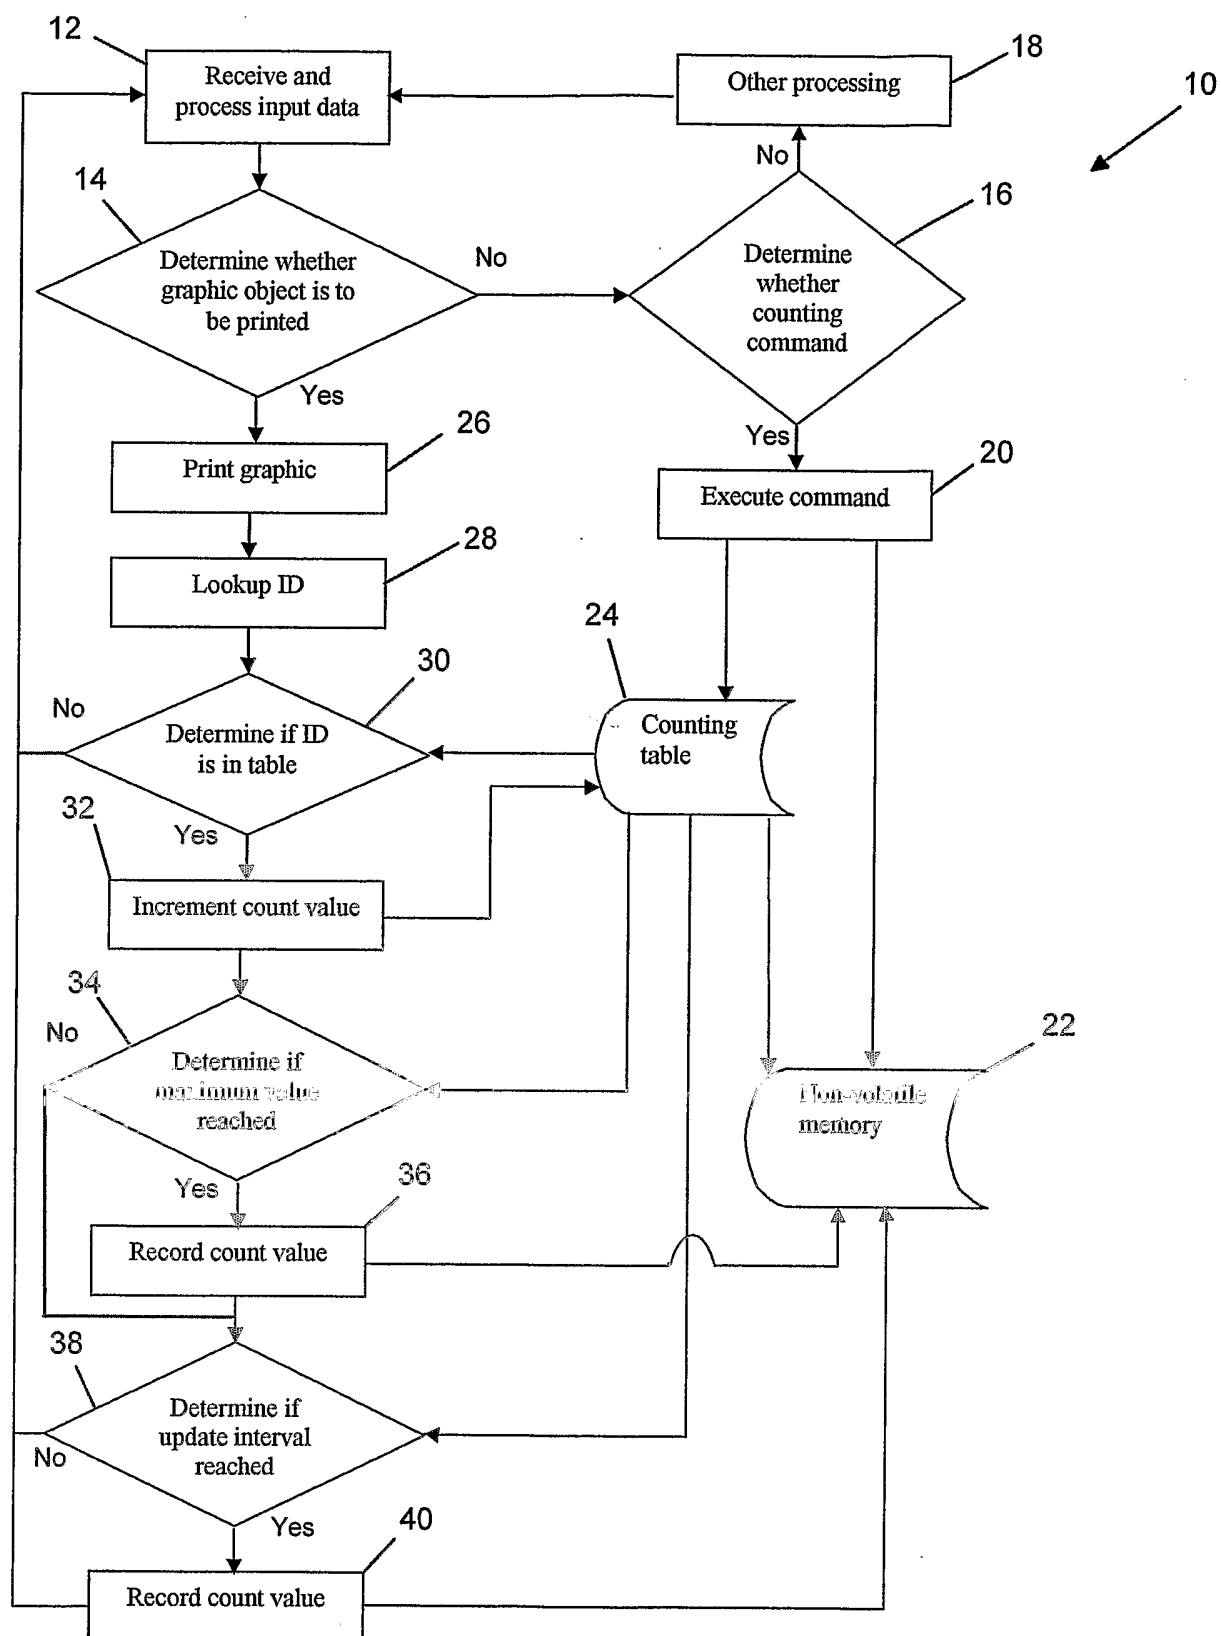 12
Receive and
process input data
18
Other processing
10
14
No
16
Determine whether
graphic object is to
be printed
No
Determine
whether
counting
command
Yes
26
Print graphic
Yes
20
Execute command
28
Lookup ID
24
30
No
Determine if ID
is in table
Counting
table
32
Yes
Increment count value
34
No
Determine if
maximum value
reached
22
Non-volatile
memory
Yes
36
Record count value
38
Determine if
update interval
reached
No
Yes
40
Record count value